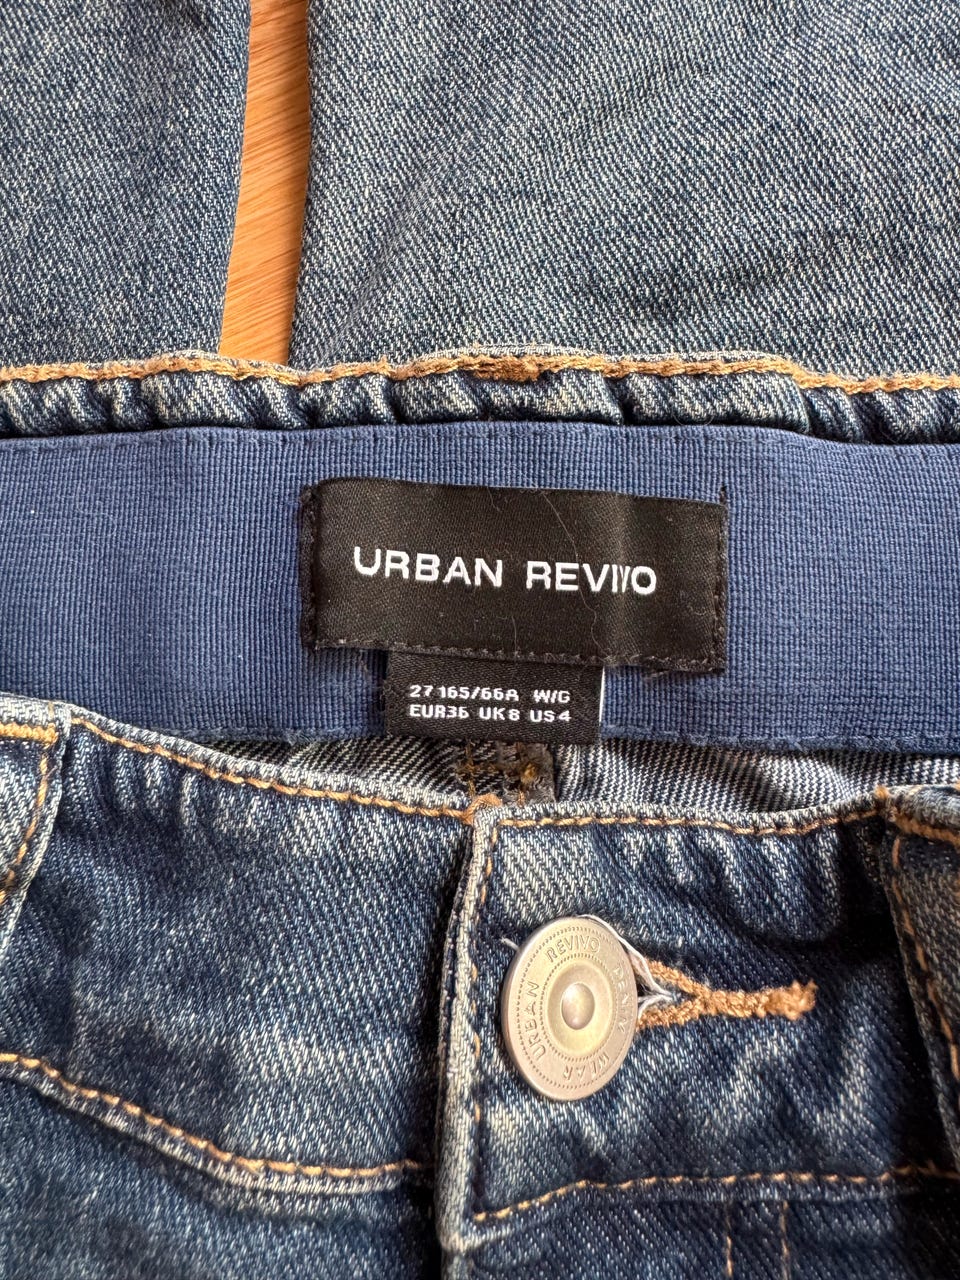 URBAN REVIVO
27 165/66A W/G
EUR36 UK8 US4
URBAN REVIVO DENIM WEAR